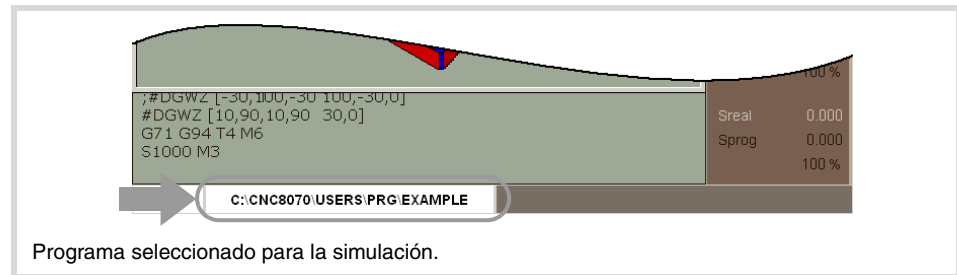 100 %
;#DGWZ [-30,100,-30 100,-30,0]
#DGWZ [10,90,10,90 30,0]
G71 G94 T4 M6
S1000 M3
Sreal 0.000
Sprog 0.000
100 %
C:\CNC8070\USERS\PRG\EXAMPLE
Programa seleccionado para la simulación.